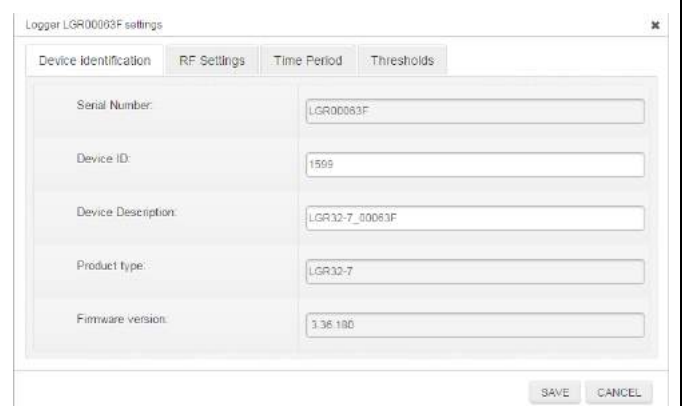 Logger LGR00063F settings
Device identification RF Settings Time Period Thresholds
Serial Number: LGR00063F
Device ID: 1599
Device Description: LGR32-7_00063F
Product type: LGR32-7
Firmware version: 3.36.180
SAVE CANCEL